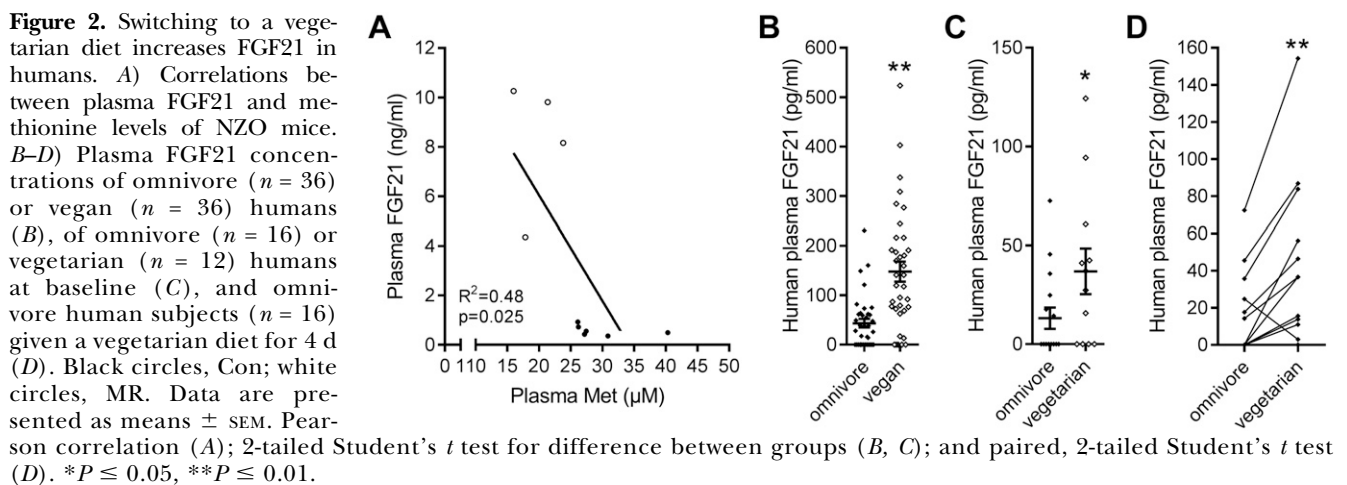 Figure 2. Switching to a vege-
tarian diet increases FGF21 in
humans. A) Correlations be-
tween plasma FGF21 and me-
thionine levels of NZO mice.
B–D) Plasma FGF21 concen-
trations of omnivore (n = 36)
or vegan (n = 36) humans
(B), of omnivore (n = 16) or
vegetarian (n = 12) humans
at baseline (C), and omni-
vore human subjects (n = 16)
given a vegetarian diet for 4 d
(D). Black circles, Con; white
circles, MR. Data are pre-
sented as means ± SEM. Pear-
son correlation (A); 2-tailed Student's t test for difference between groups (B, C); and paired, 2-tailed Student's t test
(D). *P ≤ 0.05, **P ≤ 0.01.
A
Plasma FGF21 (ng/ml)
12
10
8
6
4
2
0
R²=0.48
p=0.025
0 110 15 20 25 30 35 40 45 50
Plasma Met (µM)
B
Human plasma FGF21 (pg/ml)
600
500
400
300
200
100
0
**
omnivore
vegan
C
Human plasma FGF21 (pg/ml)
150
100
50
0
*
omnivore
vegetarian
D
Human plasma FGF21 (pg/ml)
160
140
120
100
80
60
40
20
0
**
omnivore
vegetarian